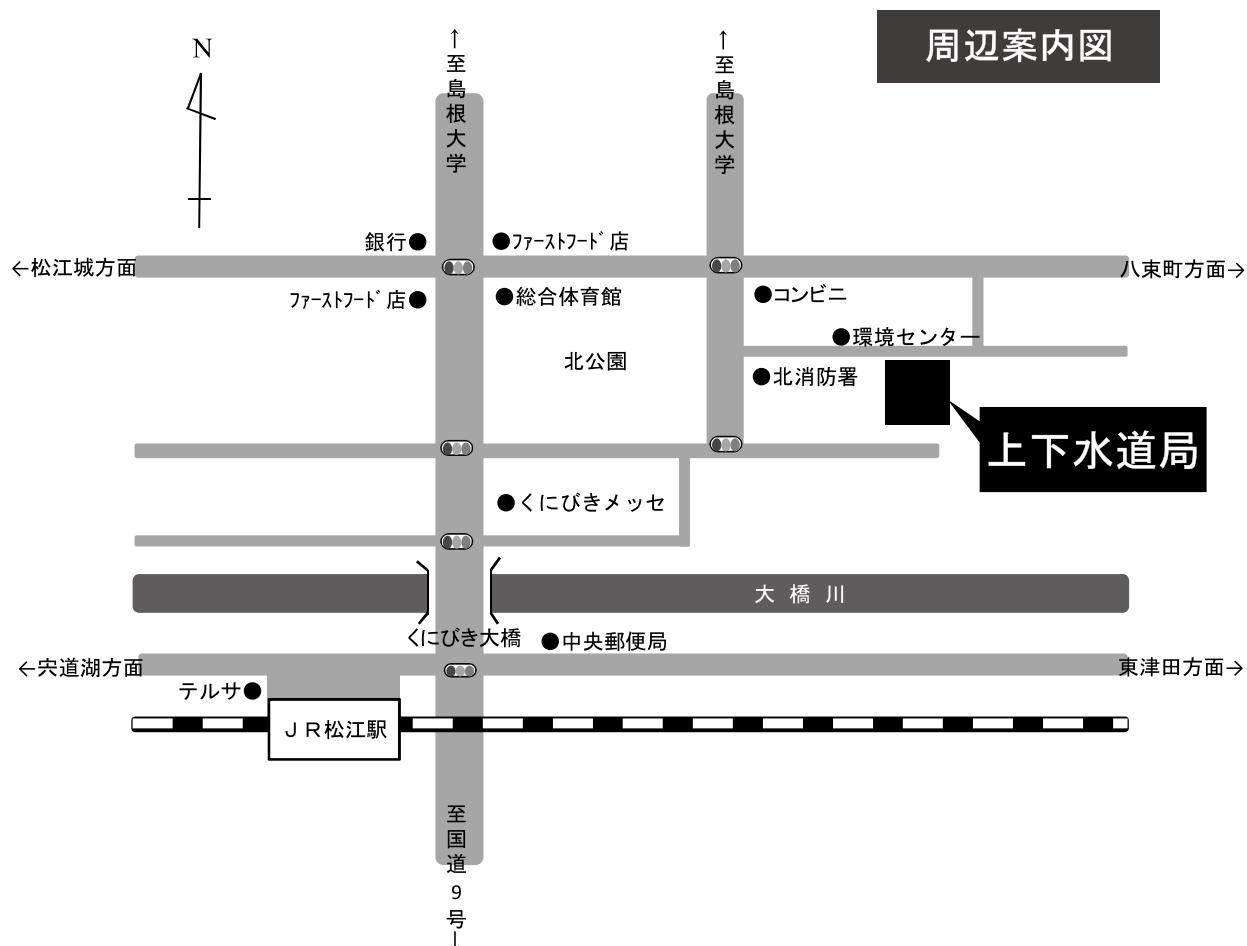 周辺案内図
N
↑至島根大学
↑至島根大学
銀行●
●ﾌｧｰｽﾄﾌｰﾄﾞ店
←松江城方面
八束町方面→
ﾌｧｰｽﾄﾌｰﾄﾞ店●
●総合体育館
●コンビニ
●環境センター
北公園
●北消防署
上下水道局
●くにびきメッセ
大橋川
くにびき大橋
●中央郵便局
←宍道湖方面
東津田方面→
テルサ●
ＪＲ松江駅
至国道9号